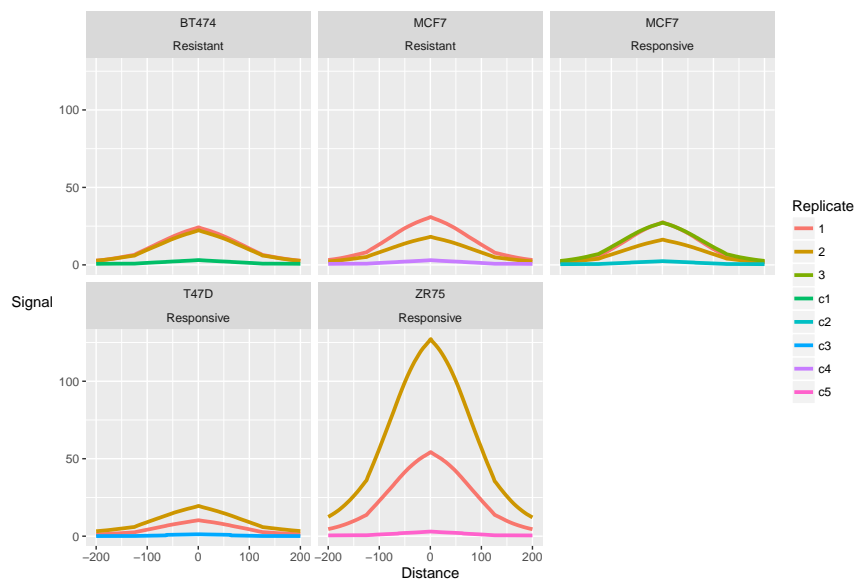 BT474
MCF7
MCF7
Resistant
Resistant
Responsive
100
50
0
Signal
T47D
ZR75
Responsive
Responsive
100
50
0
−200 −100 0 100 200
−200 −100 0 100 200
Distance
Replicate
1
2
3
c1
c2
c3
c4
c5